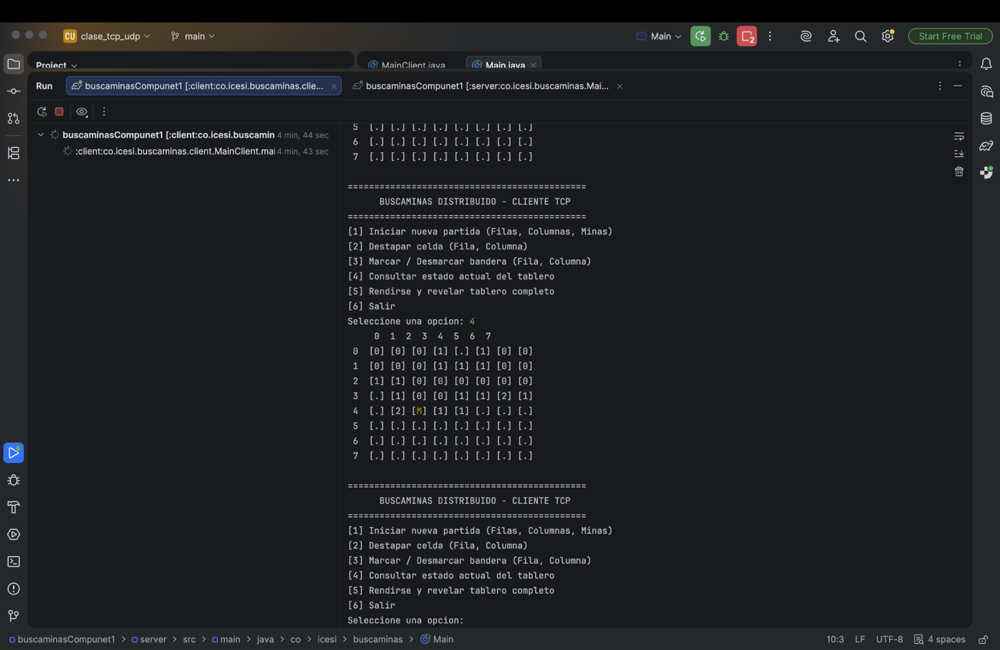 CU clase_tcp_udp main Main 2 Start Free Trial
Project MainClient.java Main.java
Run buscaminasCompunet1 [:client:co.icesi.buscaminas.clie... buscaminasCompunet1 [:server:co.icesi.buscaminas.Mai...
buscaminasCompunet1 [:client:co.icesi.buscamin 4 min, 44 sec
:client:co.icesi.buscaminas.client.MainClient.mai 4 min, 43 sec
5 [.] [.] [.] [.] [.] [.] [.] [.]
6 [.] [.] [.] [.] [.] [.] [.] [.]
7 [.] [.] [.] [.] [.] [.] [.] [.]
=============================================
BUSCAMINAS DISTRIBUIDO - CLIENTE TCP
=============================================
[1] Iniciar nueva partida (Filas, Columnas, Minas)
[2] Destapar celda (Fila, Columna)
[3] Marcar / Desmarcar bandera (Fila, Columna)
[4] Consultar estado actual del tablero
[5] Rendirse y revelar tablero completo
[6] Salir
Seleccione una opcion: 4
0 1 2 3 4 5 6 7
0 [0] [0] [0] [1] [.] [1] [0] [0]
1 [0] [0] [0] [1] [1] [1] [0] [0]
2 [1] [1] [0] [0] [0] [0] [0] [0]
3 [.] [1] [0] [0] [1] [1] [2] [1]
4 [.] [2] [M] [1] [1] [.] [.] [.]
5 [.] [.] [.] [.] [.] [.] [.] [.]
6 [.] [.] [.] [.] [.] [.] [.] [.]
7 [.] [.] [.] [.] [.] [.] [.] [.]
=============================================
BUSCAMINAS DISTRIBUIDO - CLIENTE TCP
=============================================
[1] Iniciar nueva partida (Filas, Columnas, Minas)
[2] Destapar celda (Fila, Columna)
[3] Marcar / Desmarcar bandera (Fila, Columna)
[4] Consultar estado actual del tablero
[5] Rendirse y revelar tablero completo
[6] Salir
Seleccione una opcion:
buscaminasCompunet1 > server > src > main > java > co > icesi > buscaminas > Main 10:3 LF UTF-8 4 spaces